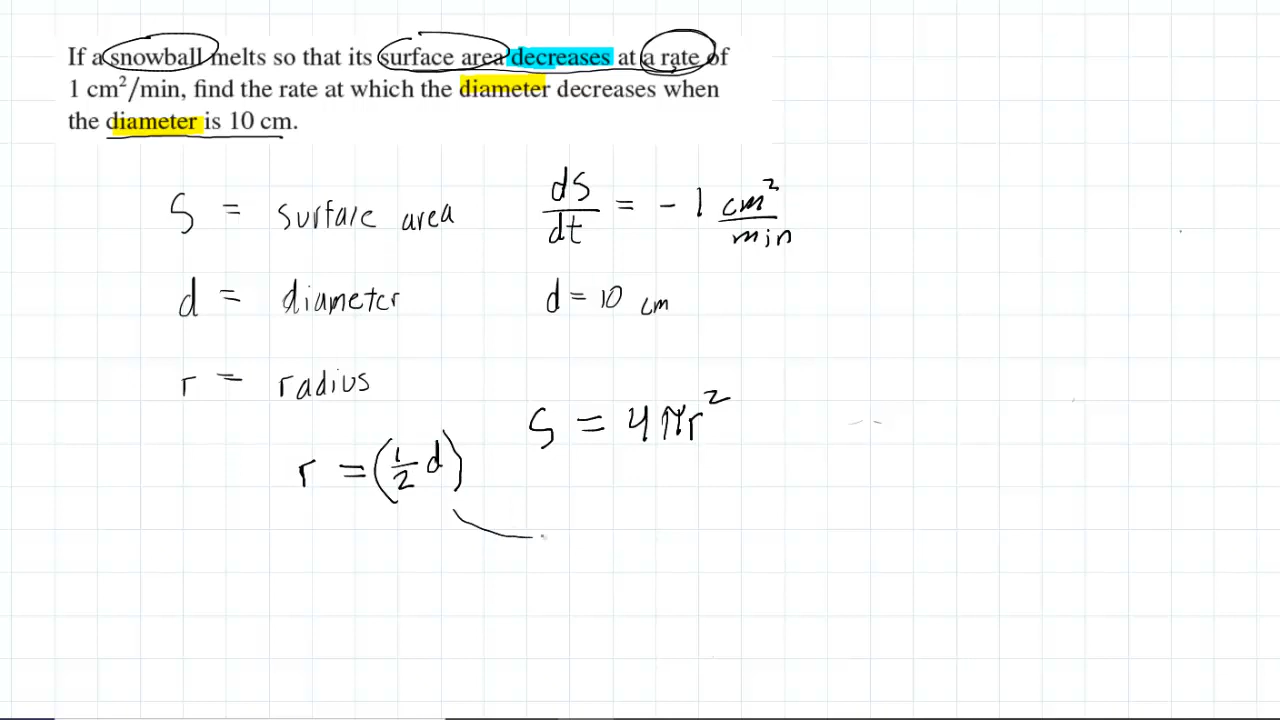 If a snowball melts so that its surface area decreases at a rate of
1 cm²/min, find the rate at which the diameter decreases when
the diameter is 10 cm.
S = surface area
dS/dt = -1 cm²/min
d = diameter
d = 10 cm
r = radius
S = 4πr²
r = (1/2 d)